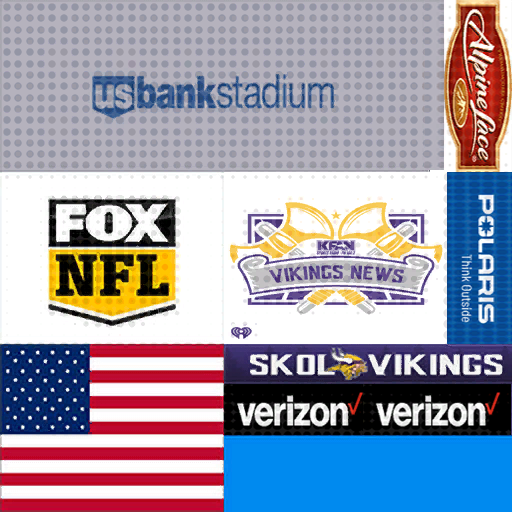 usbankstadium
Alpine Lace
FOX
NFL
KFAN
VIKINGS NEWS
POLARIS
Think Outside
SKOL VIKINGS
verizon✓ verizon✓